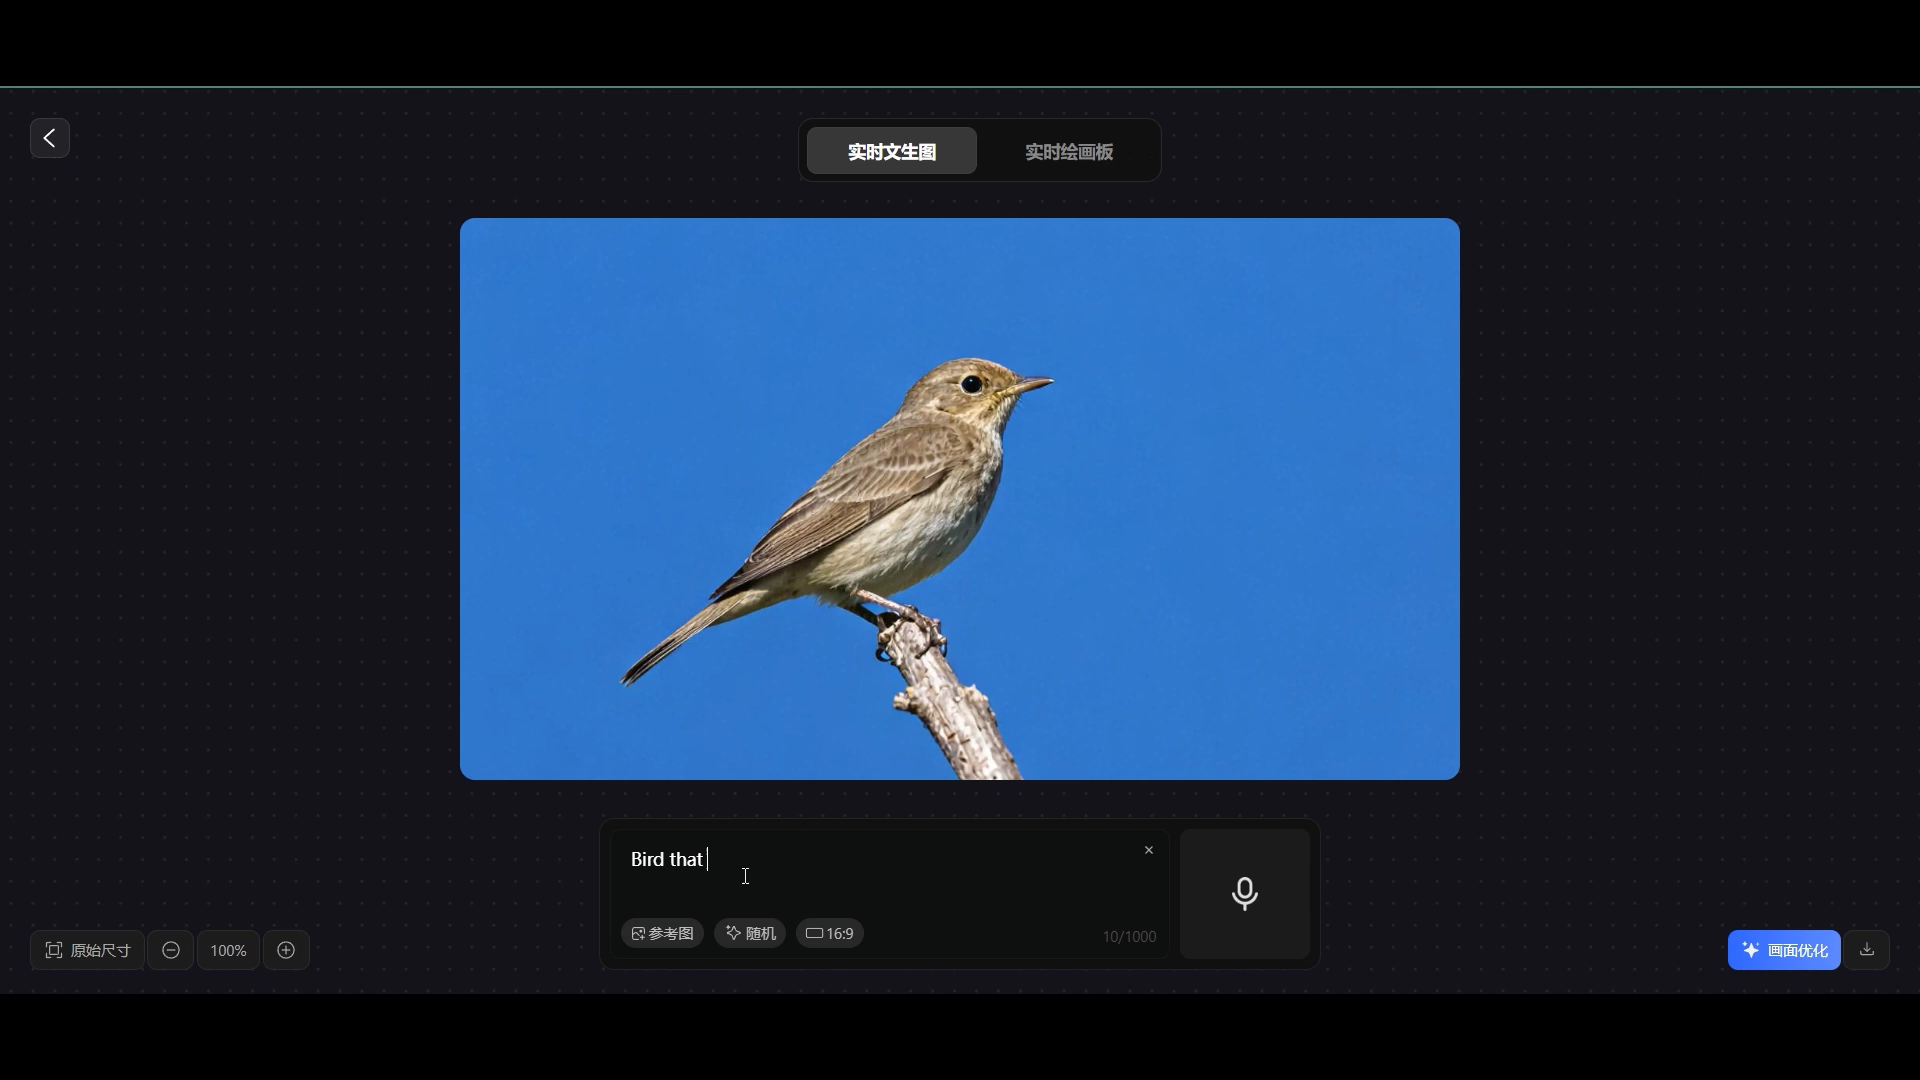 实时文生图
实时绘画板
Bird that
参考图
随机
16:9
10/1000
原始尺寸
100%
画面优化